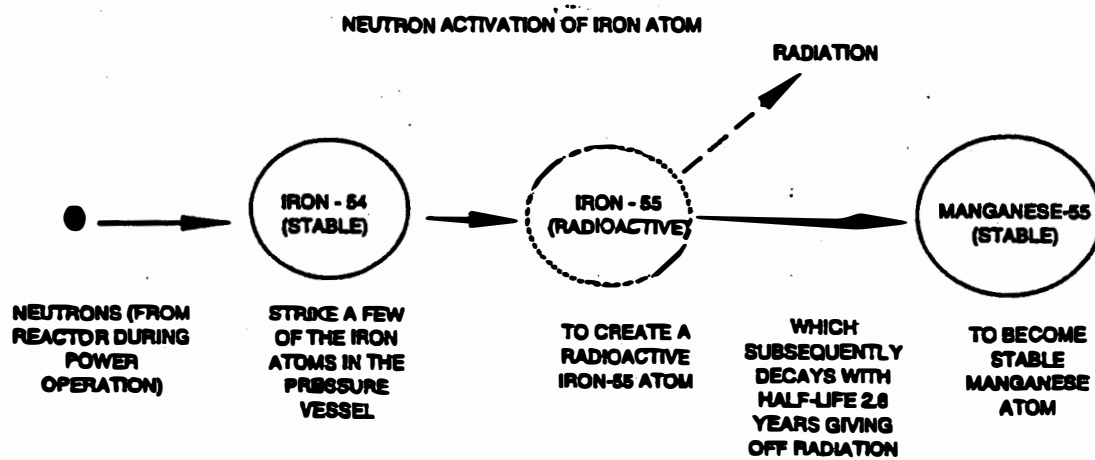 NEUTRON ACTIVATION OF IRON ATOM
RADIATION
IRON - 54
(STABLE)
IRON - 55
(RADIOACTIVE)
MANGANESE-55
(STABLE)
NEUTRONS (FROM
REACTOR DURING
POWER
OPERATION)
STRIKE A FEW
OF THE IRON
ATOMS IN THE
PRESSURE
VESSEL
TO CREATE A
RADIOACTIVE
IRON-55 ATOM
WHICH
SUBSEQUENTLY
DECAYS WITH
HALF-LIFE 2.6
YEARS GIVING
OFF RADIATION
TO BECOME
STABLE
MANGANESE
ATOM